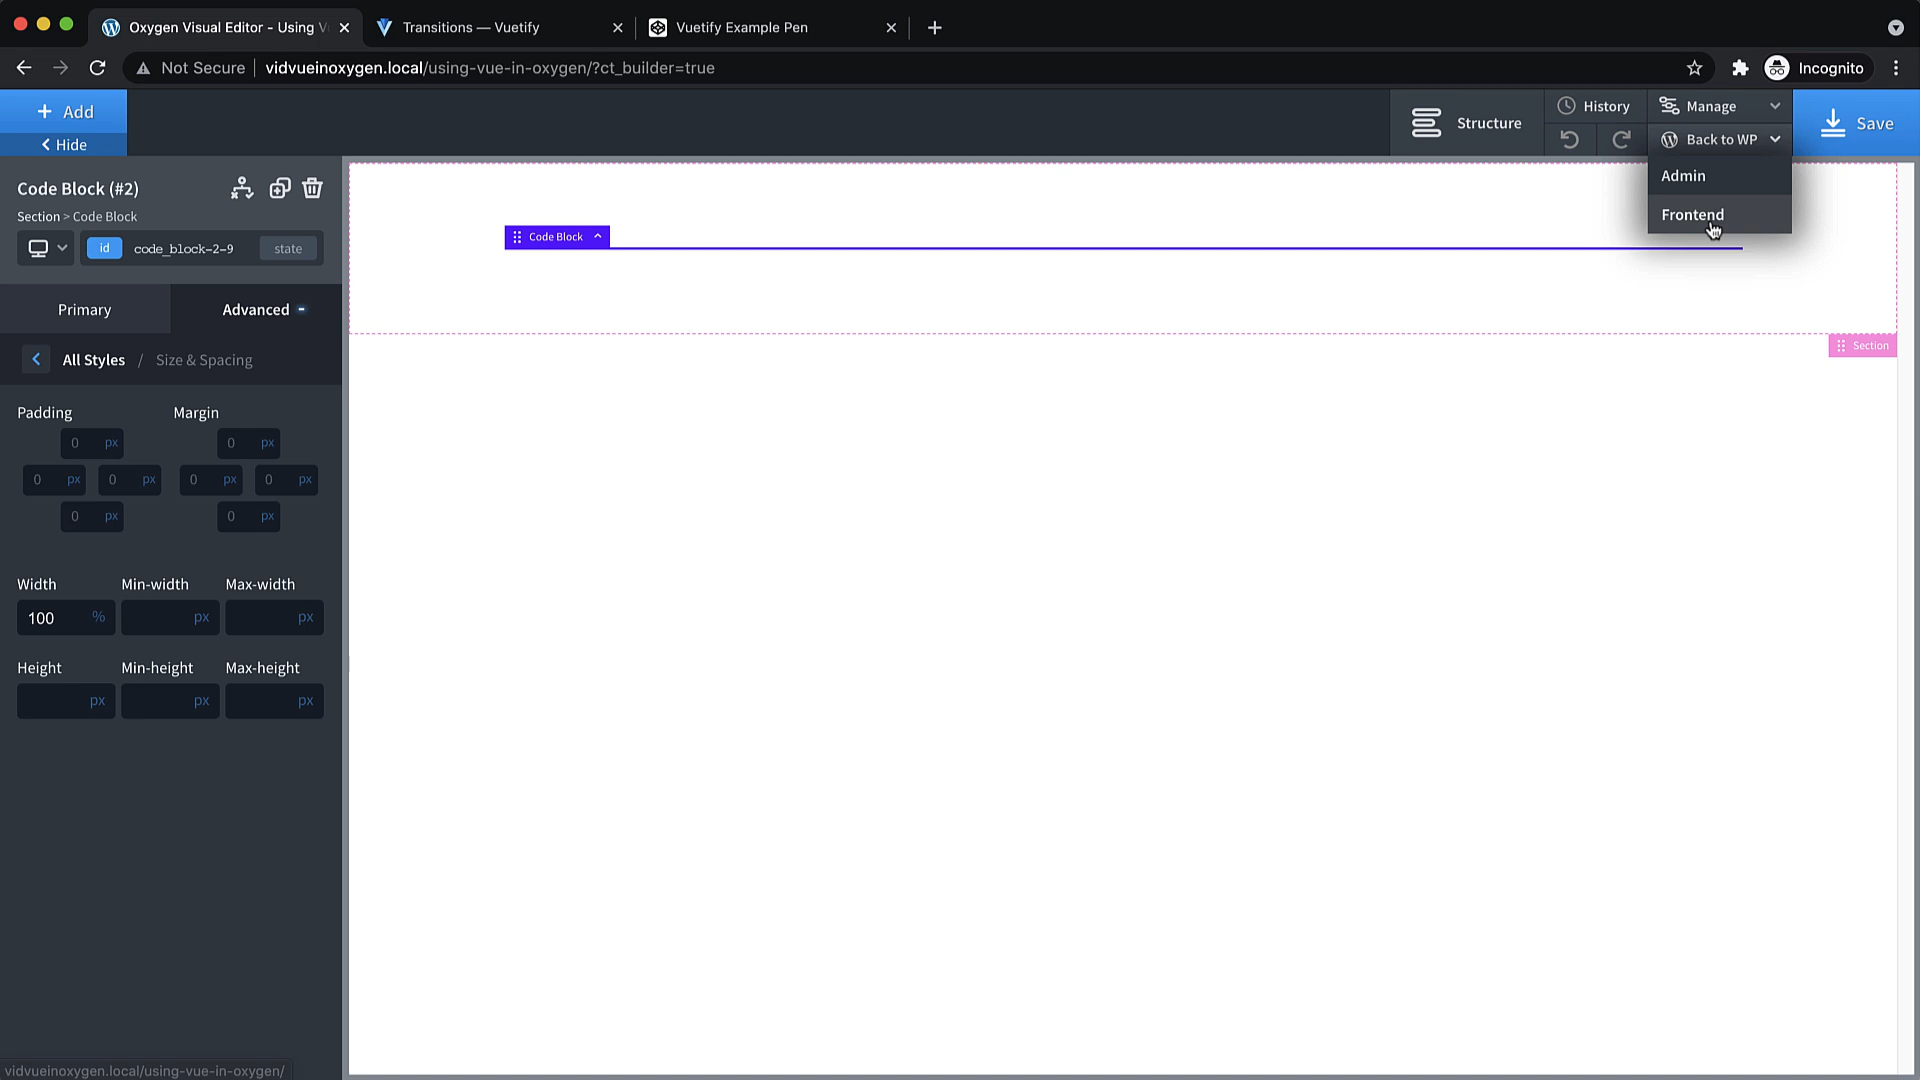 Oxygen Visual Editor - Using V
Transitions — Vuetify
Vuetify Example Pen
Not Secure
vidvueinoxygen.local/using-vue-in-oxygen/?ct_builder=true
Incognito
Add
Hide
Structure
History
Manage
Back to WP
Save
Admin
Frontend
Code Block (#2)
Section > Code Block
id code_block-2-9 state
Primary
Advanced
All Styles / Size & Spacing
Padding Margin
0 px 0 px
0 px 0 px 0 px 0 px
0 px 0 px
Width Min-width Max-width
100 % px px
Height Min-height Max-height
px px px
Code Block
Section
vidvueinoxygen.local/using-vue-in-oxygen/